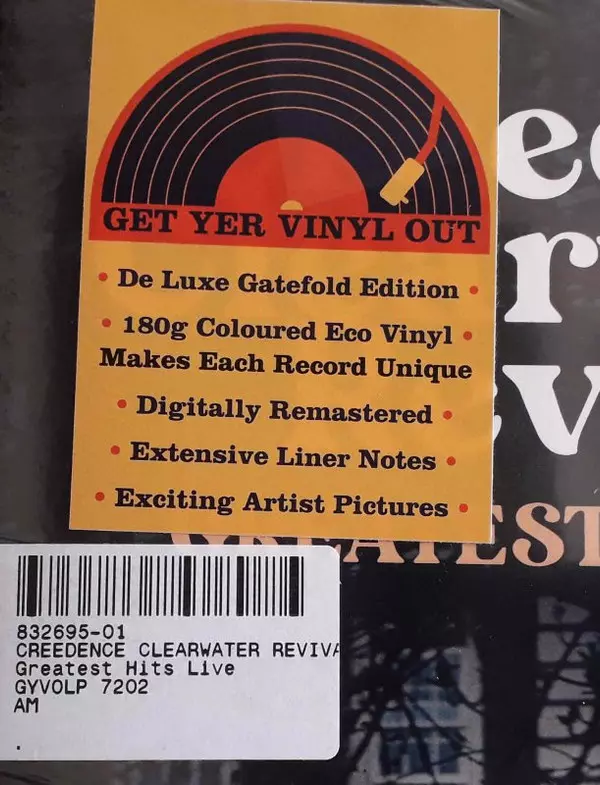 GET YER VINYL OUT
• De Luxe Gatefold Edition •
• 180g Coloured Eco Vinyl •
Makes Each Record Unique
• Digitally Remastered •
• Extensive Liner Notes •
• Exciting Artist Pictures •
832695-01
CREEDENCE CLEARWATER REVIVA
Greatest Hits Live
GYVOLP 7202
AM
.